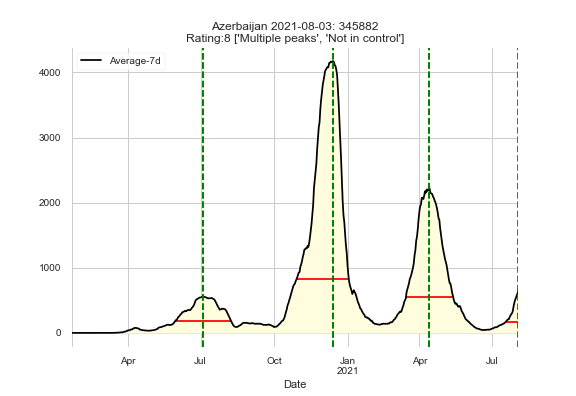 Azerbaijan 2021-08-03: 345882
Rating:8 ['Multiple peaks', 'Not in control']
Average-7d
4000
3000
2000
1000
0
Apr Jul Oct Jan Apr Jul
2021
Date